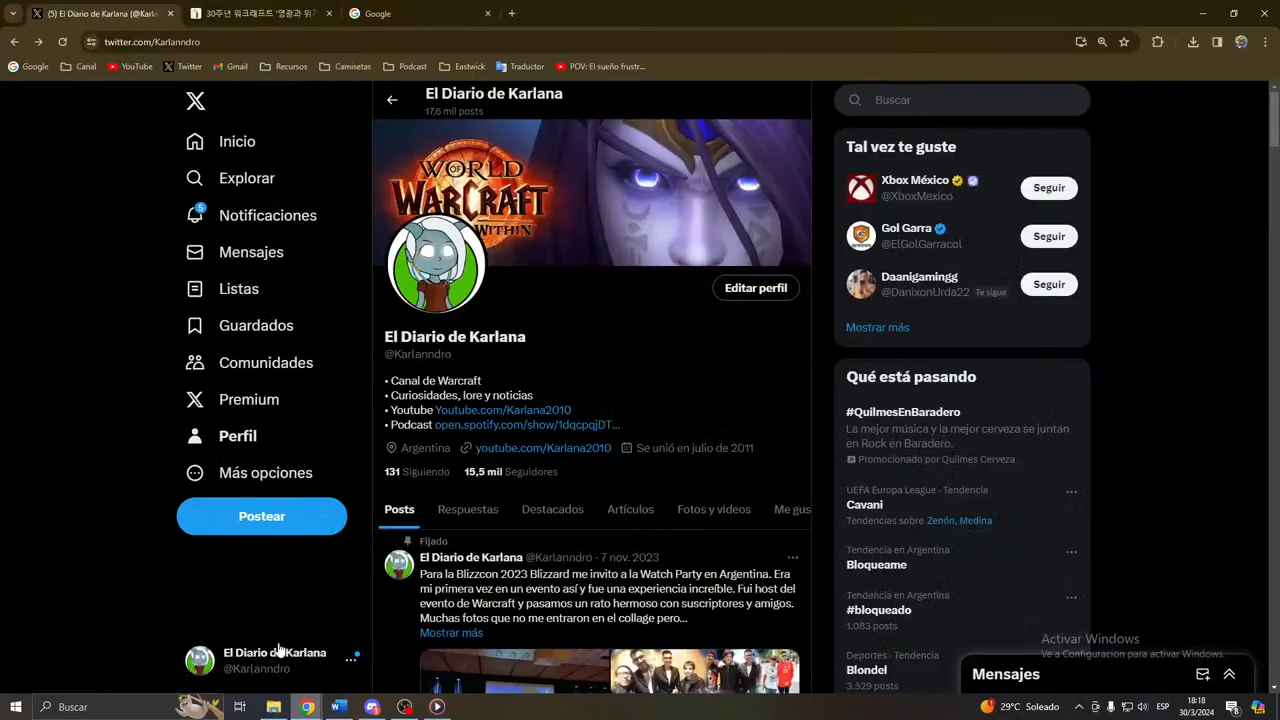 (5) El Diario de Karlana (@Karla
30주년 워크래프트 '영광과 위기
Google
twitter.com/Karlanndro
Google
Canal
YouTube
Twitter
Gmail
Recursos
Camisetas
Podcast
Eastwick
Traductor
POV: El sueño frustr...
Inicio
Explorar
5
Notificaciones
Mensajes
Listas
Guardados
Comunidades
Premium
Perfil
Más opciones
Postear
El Diario de Karlana
@Karlanndro
El Diario de Karlana
17,6 mil posts
WORLD
OF
WARCRAFT
WITHIN
Editar perfil
El Diario de Karlana
@Karlanndro
• Canal de Warcraft
• Curiosidades, lore y noticias
• Youtube Youtube.com/Karlana2010
• Podcast open.spotify.com/show/1dqcpqjDT...
Argentina youtube.com/Karlana2010 Se unió en julio de 2011
131 Siguiendo 15,5 mil Seguidores
Posts Respuestas Destacados Artículos Fotos y videos Me gus
Fijado
El Diario de Karlana @Karlanndro · 7 nov. 2023
Para la Blizzcon 2023 Blizzard me invito a la Watch Party en Argentina. Era
mi primera vez en un evento así y fue una experiencia increíble. Fui host del
evento de Warcraft y pasamos un rato hermoso con suscriptores y amigos.
Muchas fotos que no me entraron en el collage pero...
Mostrar más
Buscar
Tal vez te guste
Xbox México
@XboxMexico
Seguir
Gol Garra
@ElGolGarracol
Seguir
Daanigamingg
@DanixonUrda22 Te sigue
Seguir
Mostrar más
Qué está pasando
#QuilmesEnBaradero
La mejor música y la mejor cerveza se juntan
en Rock en Baradero.
Promocionado por Quilmes Cerveza
UEFA Europa League · Tendencia
Cavani
Tendencias sobre Zenón, Medina
Tendencia en Argentina
Bloqueame
Tendencia en Argentina
#bloqueado
1.083 posts
Deportes · Tendencia
Blondel
3.529 posts
Activar Windows
Ve a Configuración para activar Windows.
Mensajes
Buscar
29°C Soleado
ESP
18:18
30/3/2024